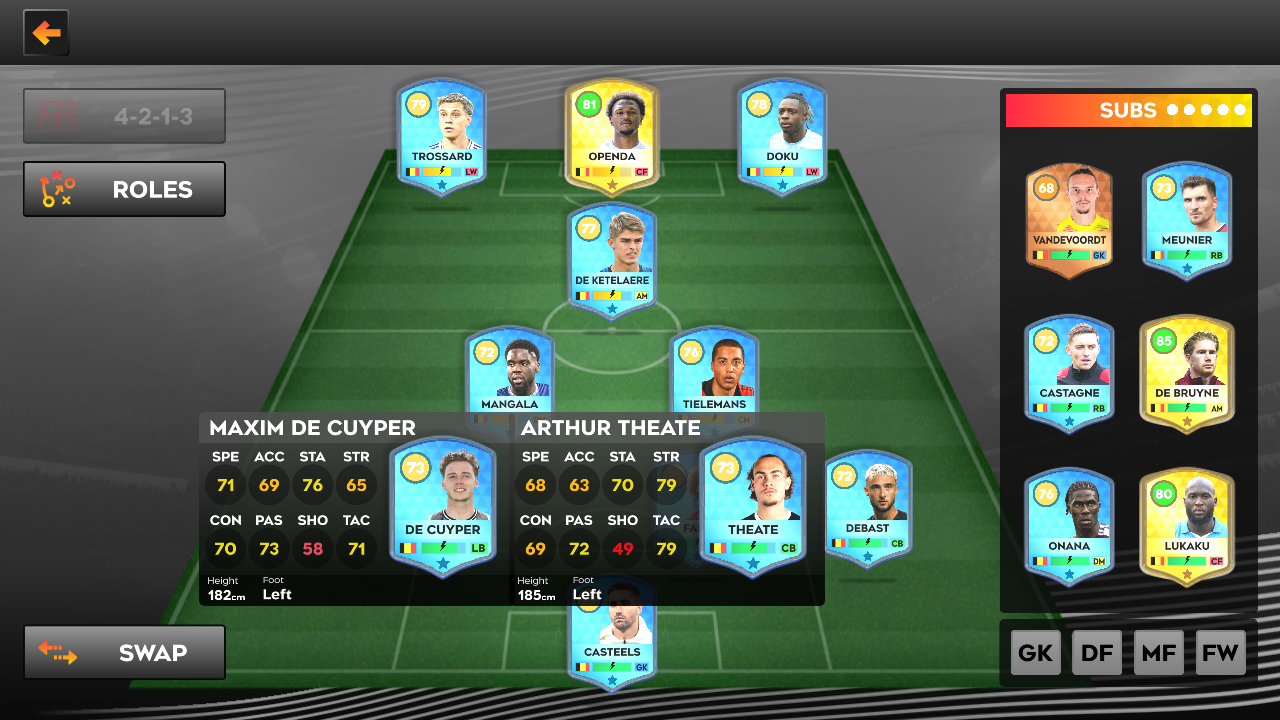 4-2-1-3
ROLES
79
TROSSARD
LW
81
OPENDA
CF
78
DOKU
LW
77
DE KETELAERE
AM
72
MANGALA
76
TIELEMANS
CM
MAXIM DE CUYPER
SPE ACC STA STR
71 69 76 65
CON PAS SHO TAC
70 73 58 71
Height Foot
182cm Left
73
DE CUYPER
LB
ARTHUR THEATE
SPE ACC STA STR
68 63 70 79
CON PAS SHO TAC
69 72 49 79
Height Foot
185cm Left
73
THEATE
CB
72
DEBAST
CB
CASTEELS
GK
SWAP
SUBS
68
VANDEVOORDT
GK
73
MEUNIER
RB
72
CASTAGNE
RB
85
DE BRUYNE
AM
76
ONANA
DM
80
LUKAKU
CF
GK DF MF FW